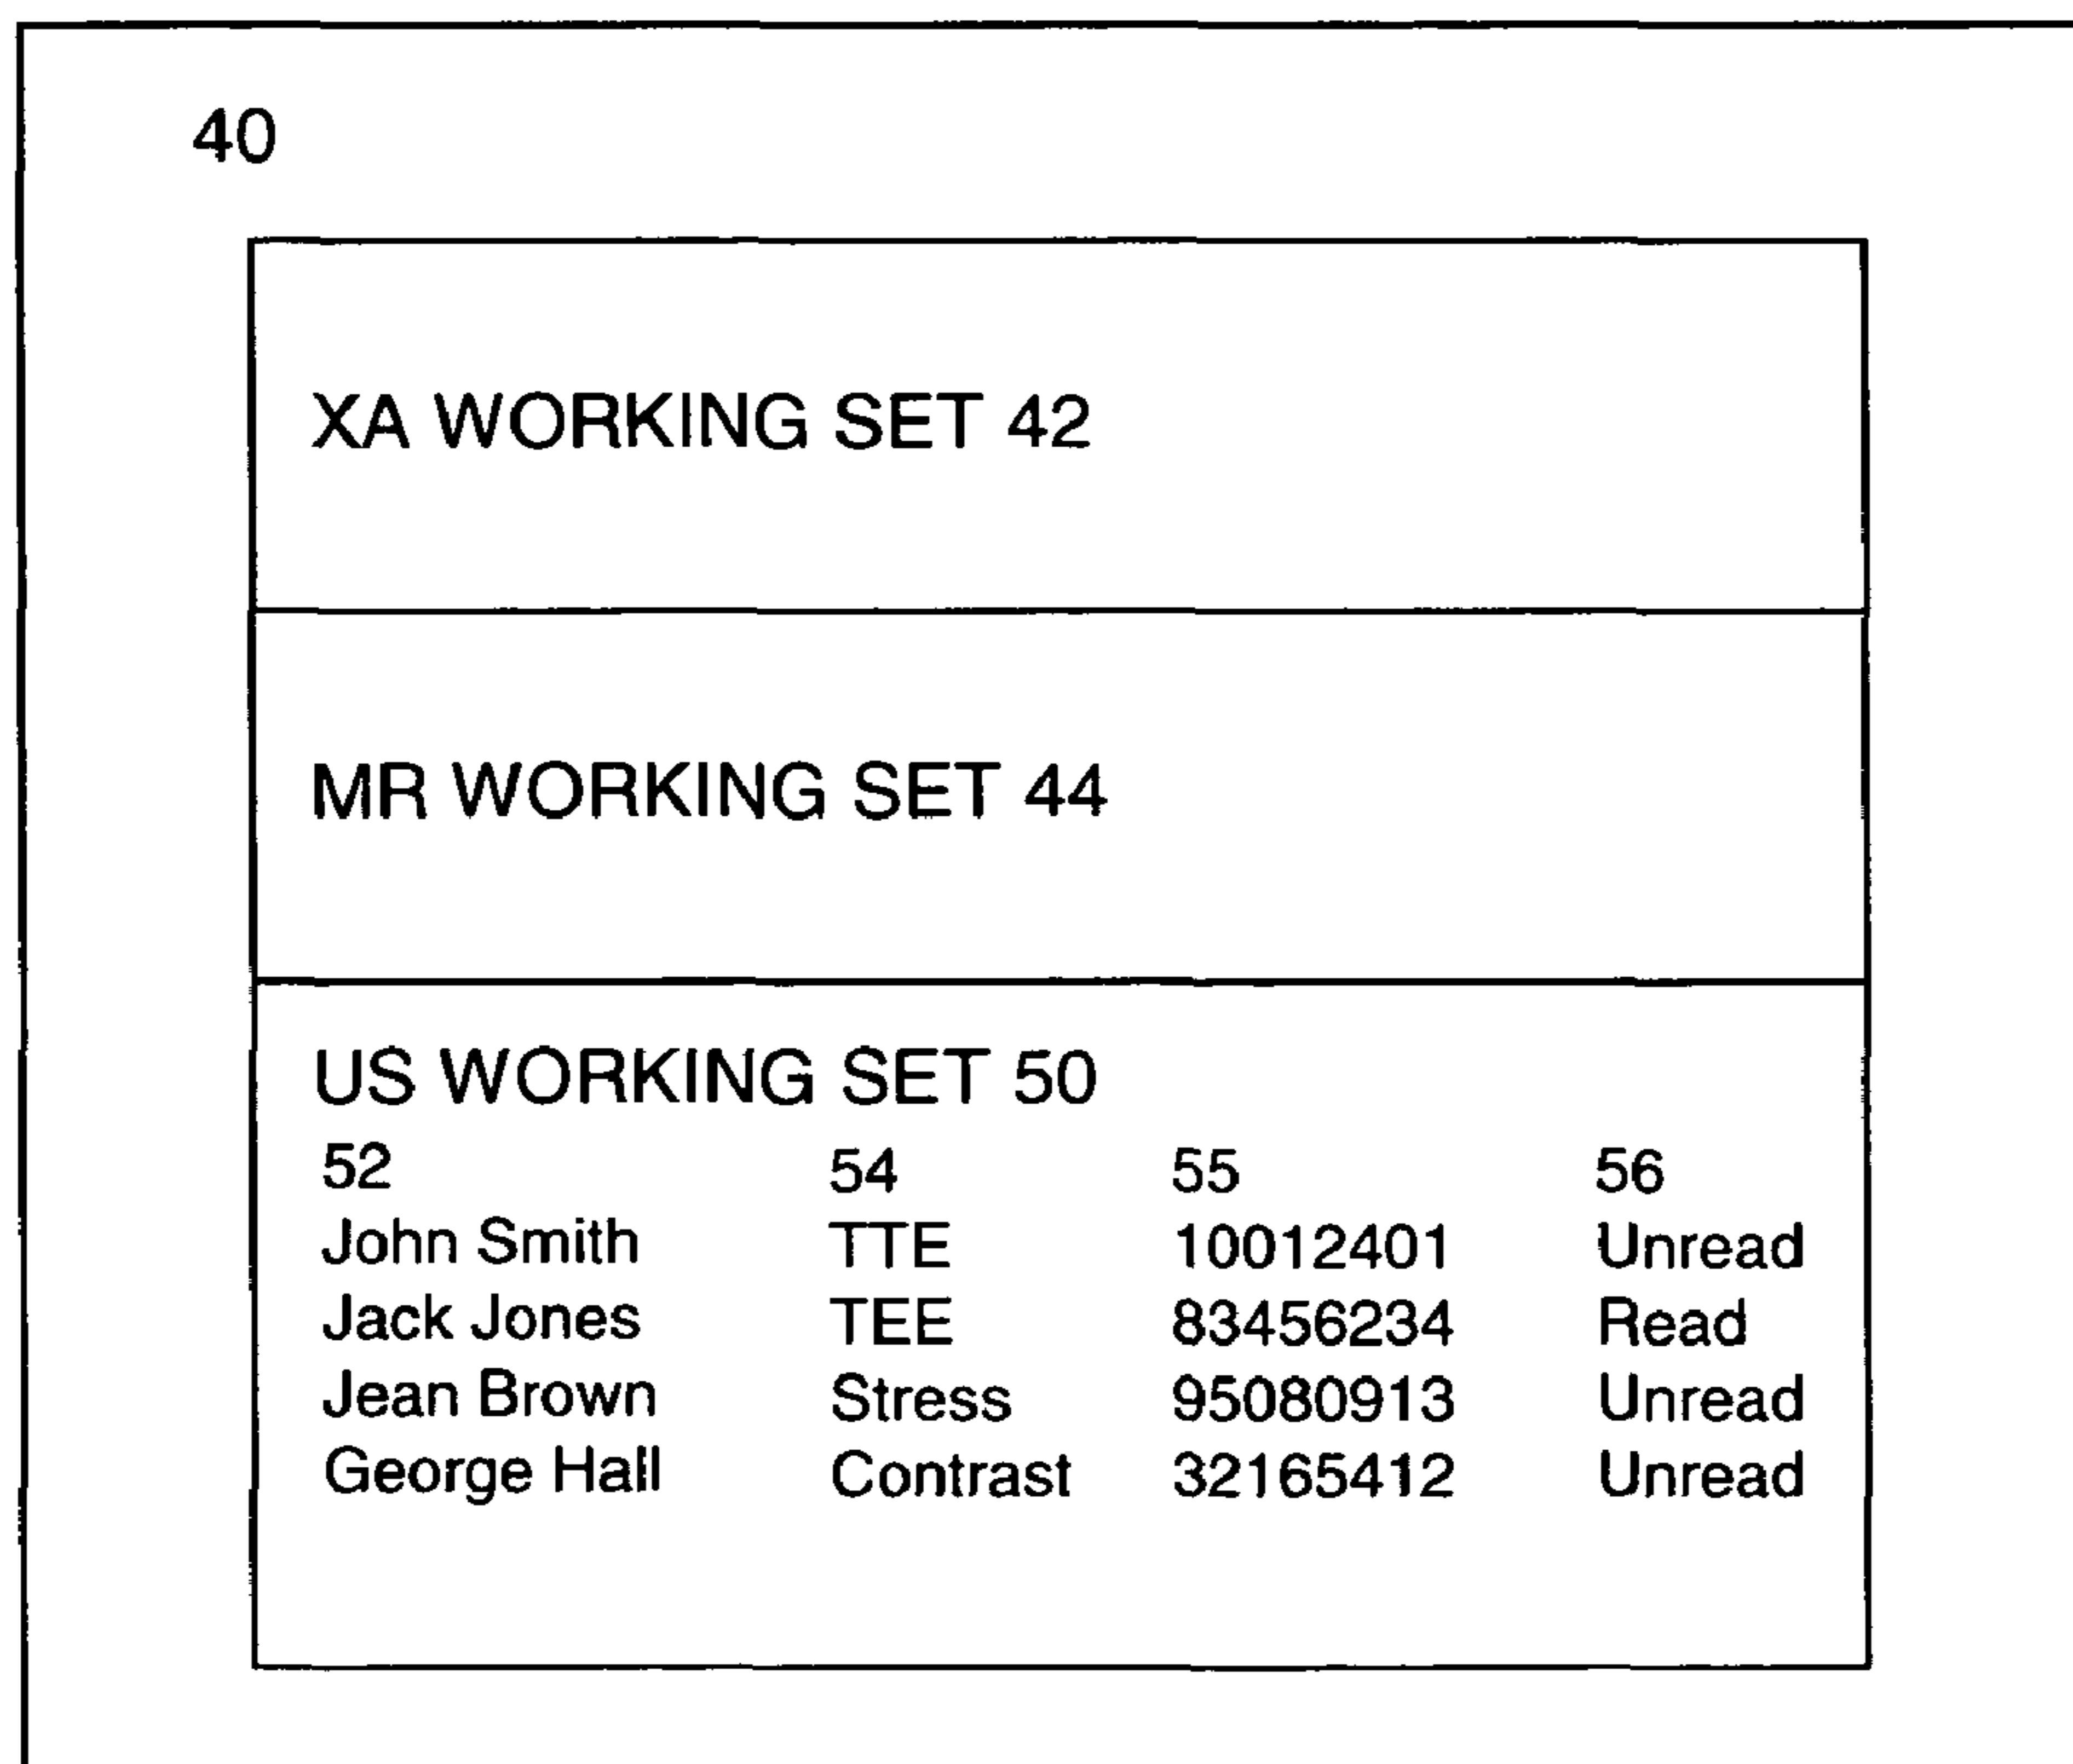 40
XA WORKING SET 42
MR WORKING SET 44
US WORKING SET 50
52 54 55 56
John Smith TTE 10012401 Unread
Jack Jones TEE 83456234 Read
Jean Brown Stress 95080913 Unread
George Hall Contrast 32165412 Unread